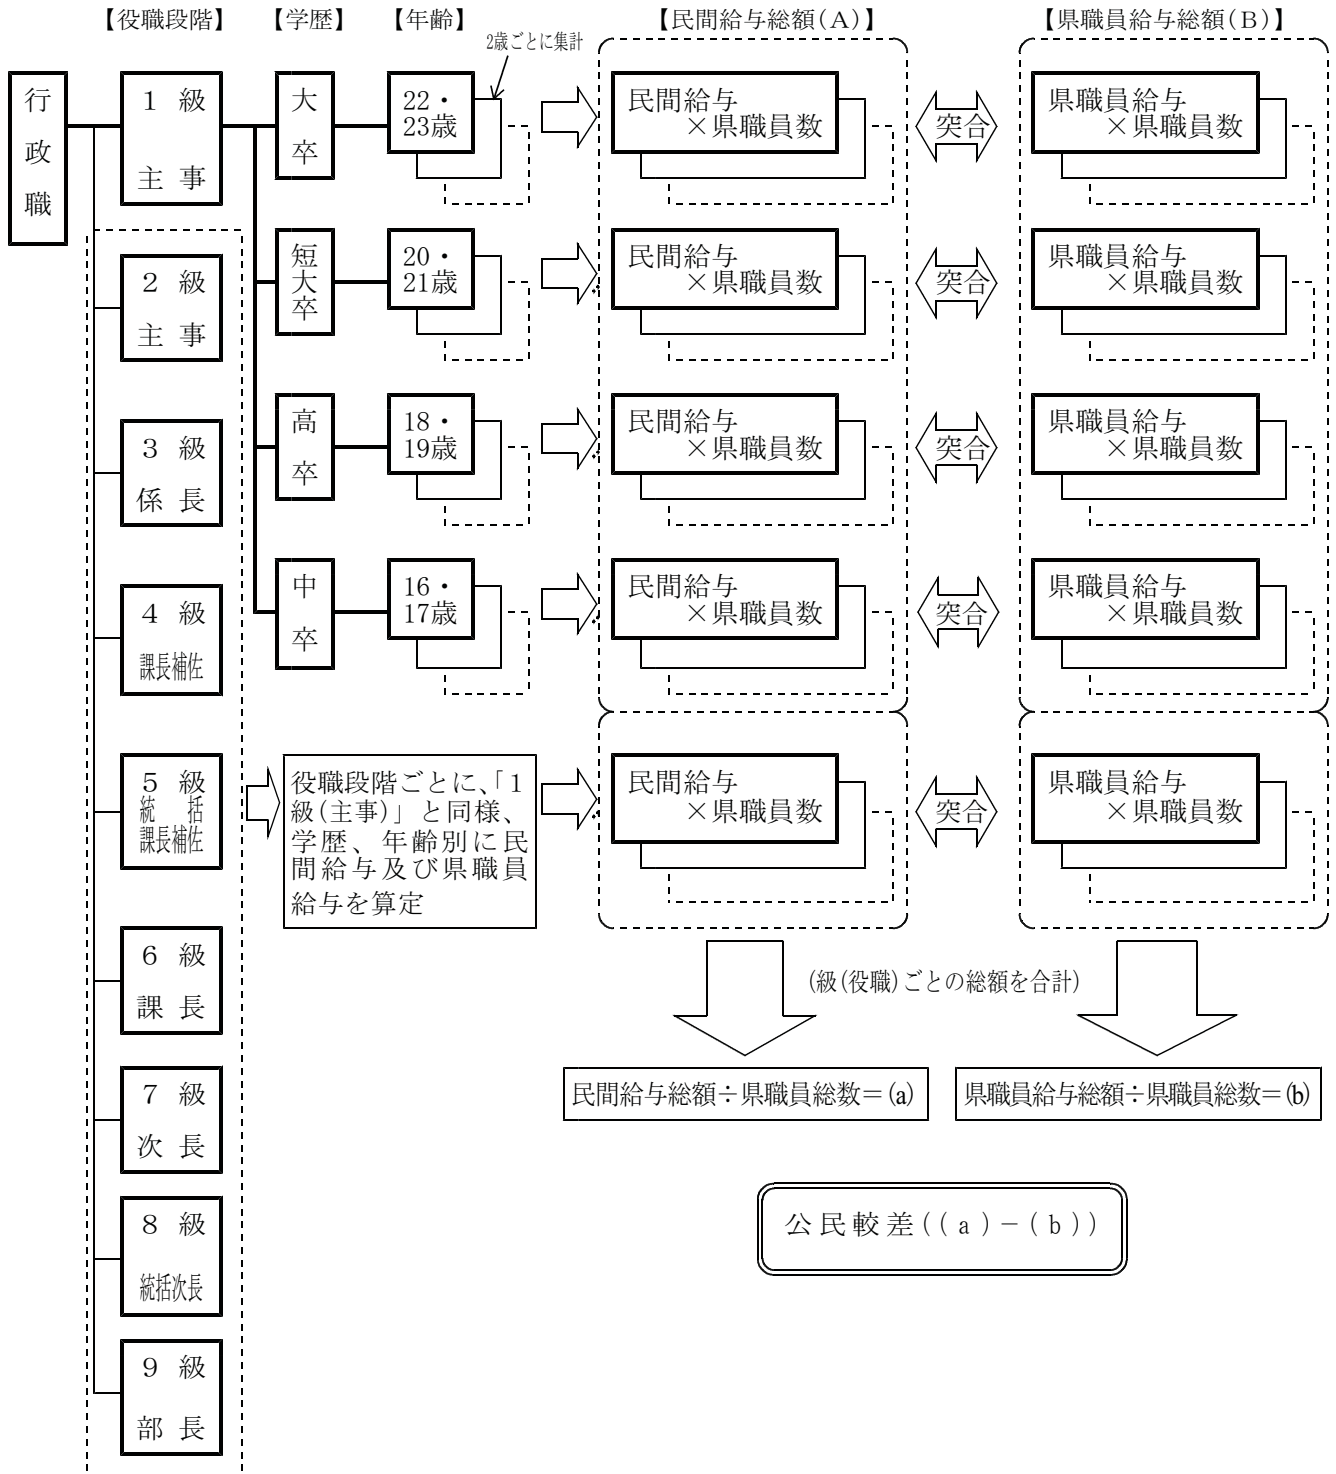 【役職段階】 【学歴】 【年齢】 【民間給与総額(A)】 【県職員給与総額(B)】
2歳ごとに集計
行政職
1 級
主 事
大卒
22・
23歳
民間給与
×県職員数
突合
県職員給与
×県職員数
2 級
主 事
短大卒
20・
21歳
民間給与
×県職員数
突合
県職員給与
×県職員数
3 級
係 長
高卒
18・
19歳
民間給与
×県職員数
突合
県職員給与
×県職員数
4 級
課長補佐
中卒
16・
17歳
民間給与
×県職員数
突合
県職員給与
×県職員数
5 級
統 括
課長補佐
役職段階ごとに、「1
級(主事)」と同様、
学歴、年齢別に民
間給与及び県職員
給与を算定
民間給与
×県職員数
突合
県職員給与
×県職員数
6 級
課 長
(級(役職)ごとの総額を合計)
7 級
次 長
民間給与総額÷県職員総数＝(a)
県職員給与総額÷県職員総数＝(b)
8 級
統括次長
公民較差((a)－(b))
9 級
部 長